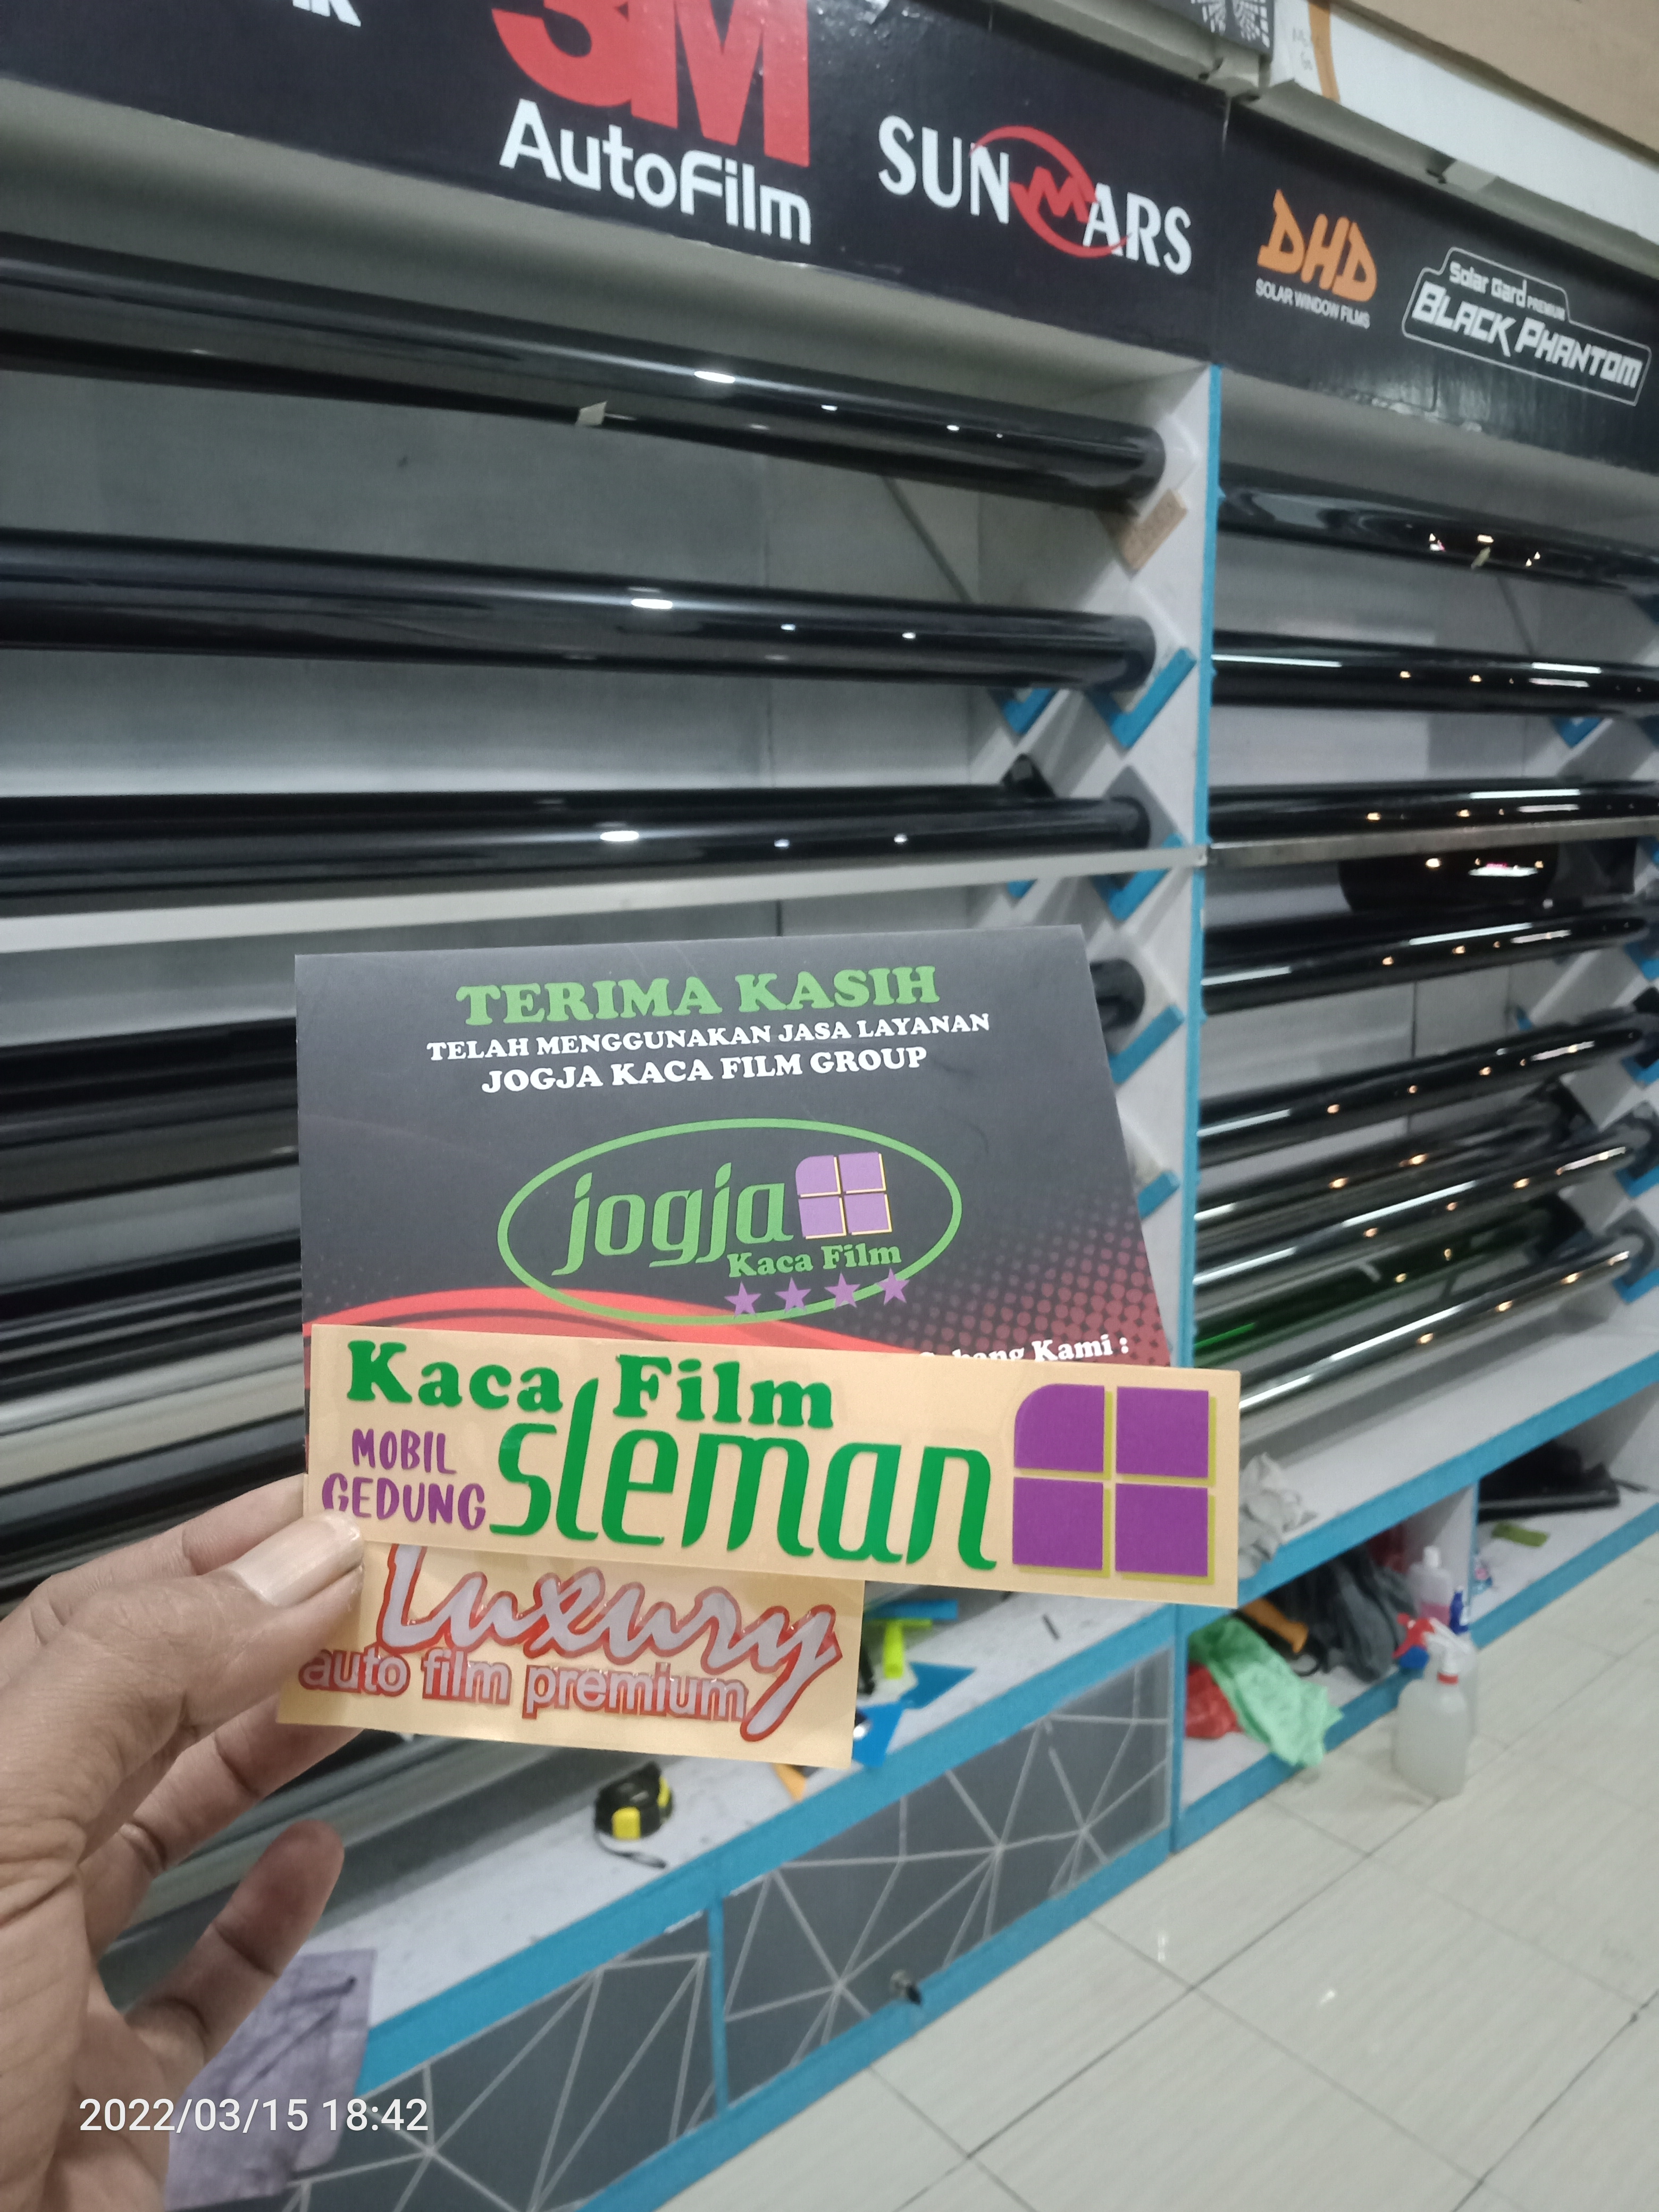 3M
AutoFilm
SUNMARS
DHD
SOLAR WINDOW FILMS
Solar Gard PREMIUM
BLACK PHANTOM
TERIMA KASIH
TELAH MENGGUNAKAN JASA LAYANAN
JOGJA KACA FILM GROUP
jogja
Kaca Film
Kami :
Kaca Film
MOBIL
GEDUNG
sleman
Luxury
auto film premium
2022/03/15 18:42